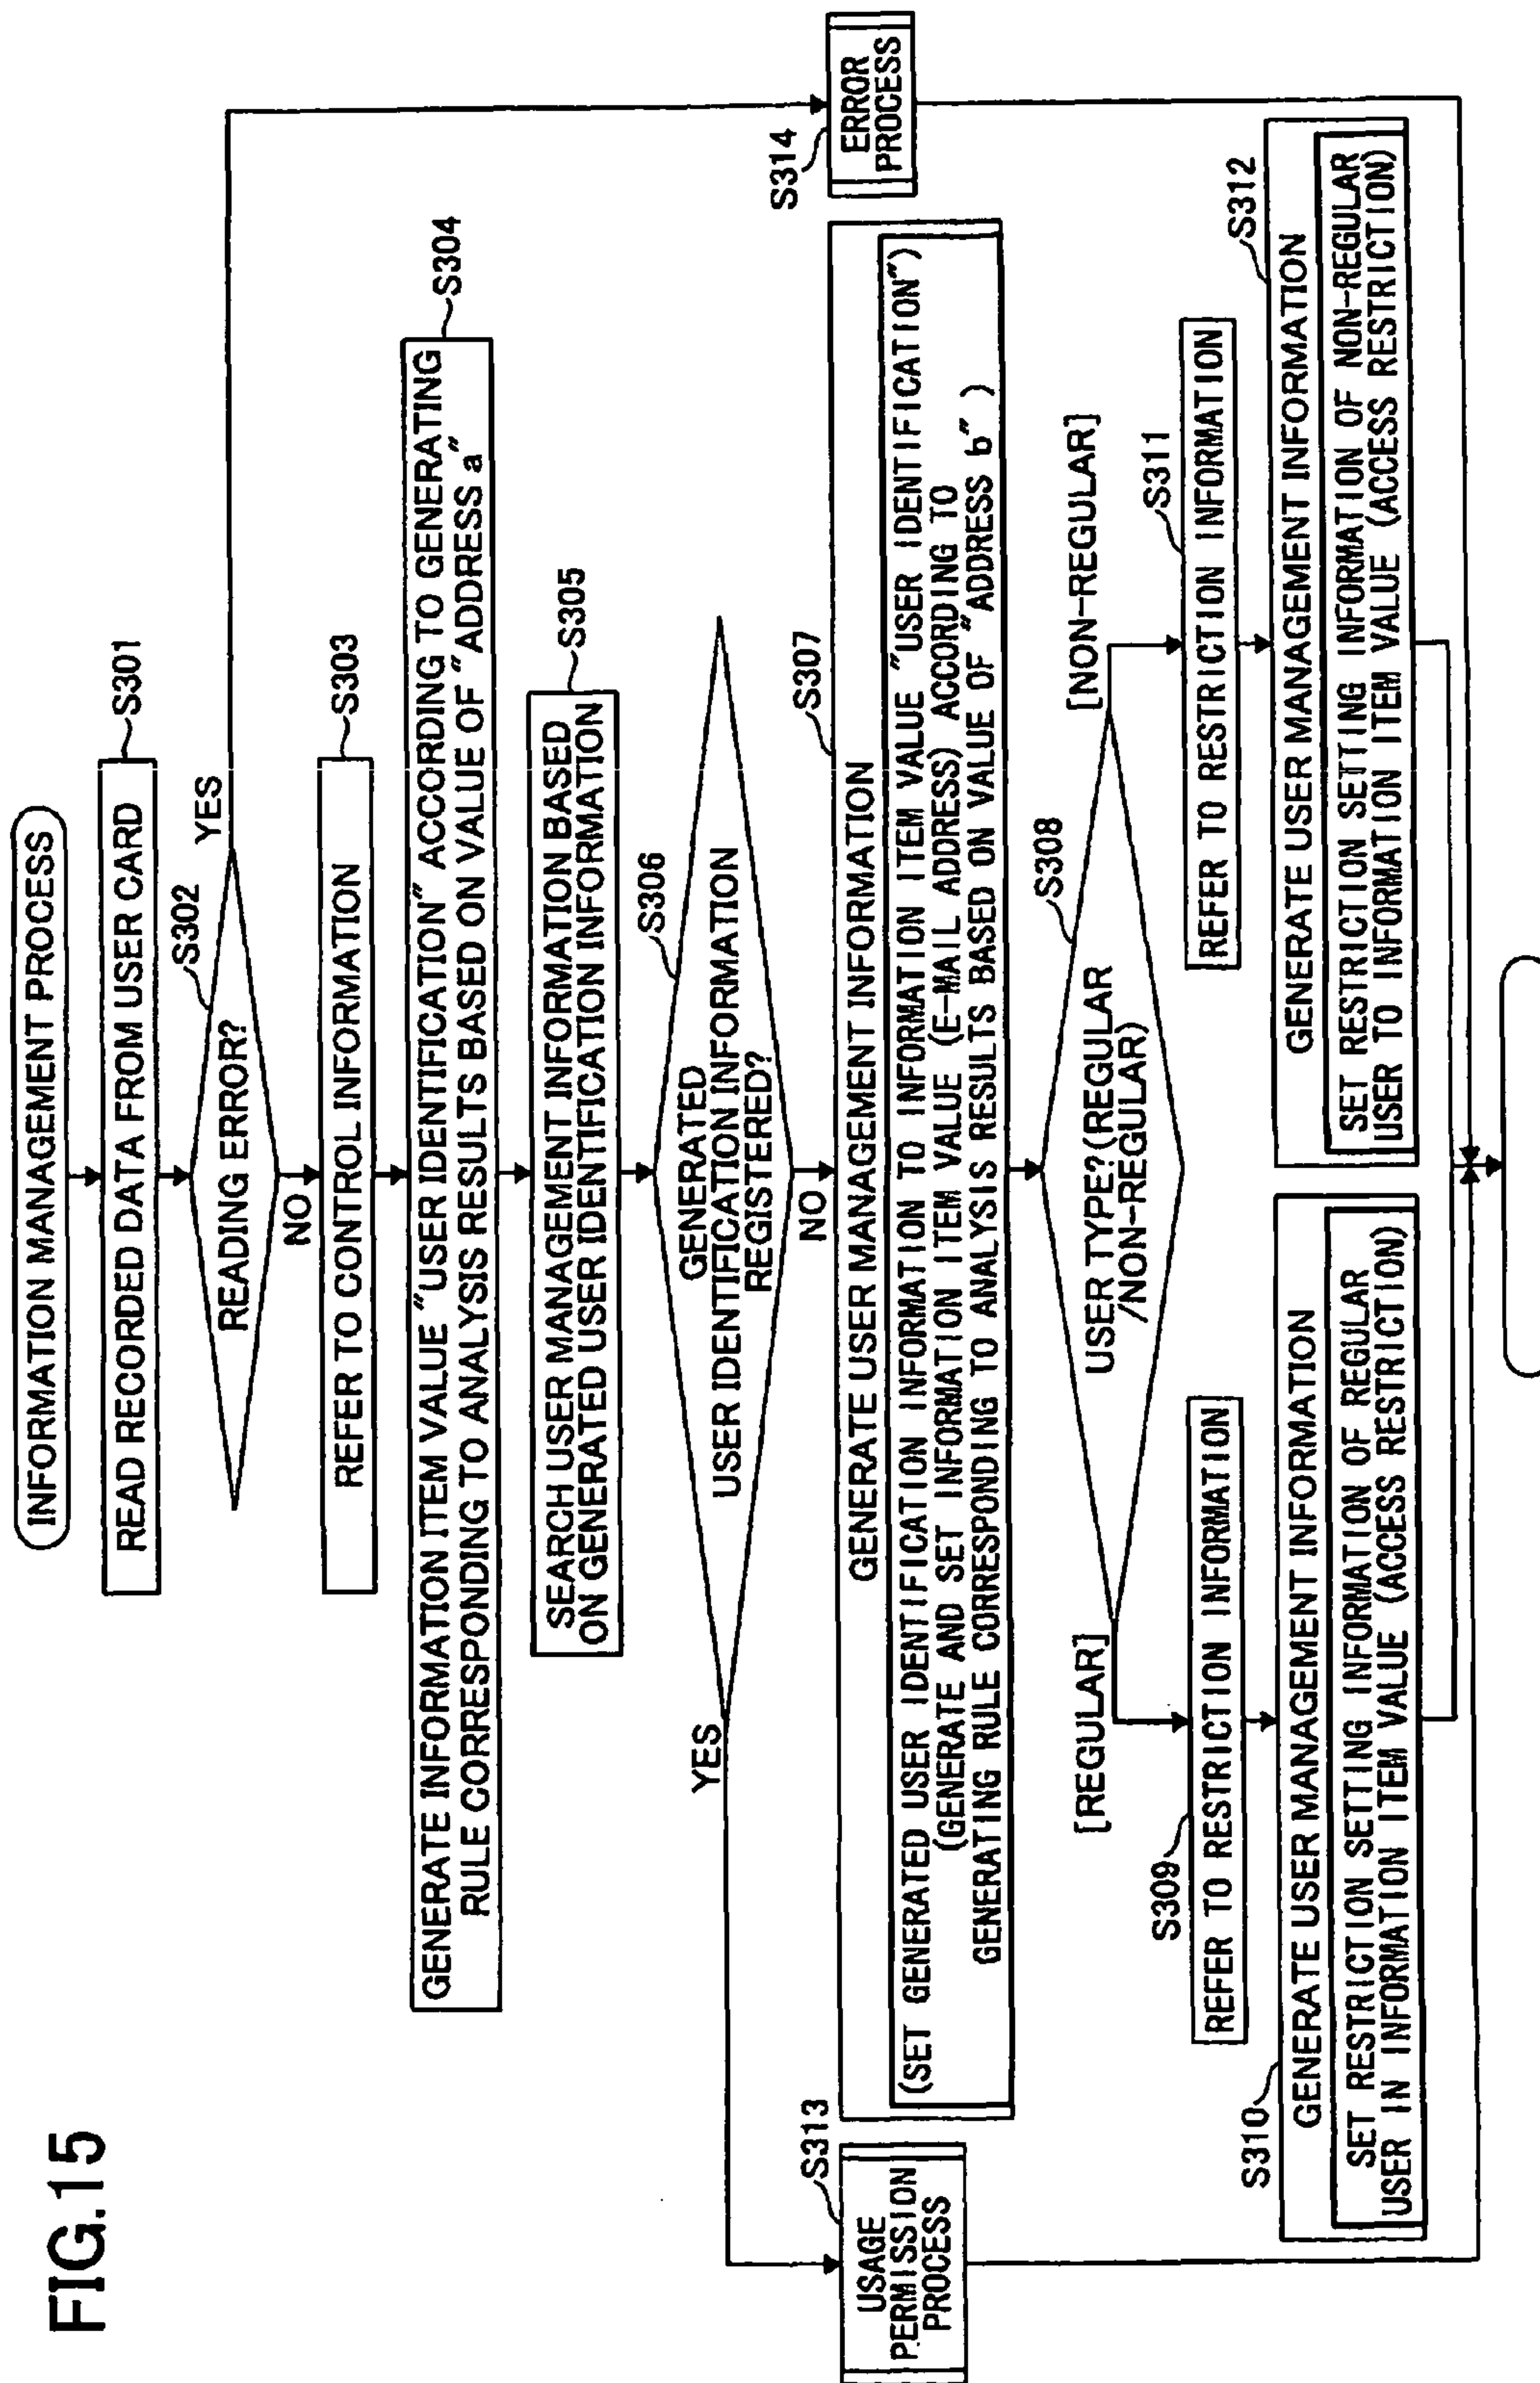 FIG.15
INFORMATION MANAGEMENT PROCESS
READ RECORDED DATA FROM USER CARD
S301
READING ERROR?
S302
YES
NO
REFER TO CONTROL INFORMATION
S303
GENERATE INFORMATION ITEM VALUE "USER IDENTIFICATION" ACCORDING TO GENERATING
RULE CORRESPONDING TO ANALYSIS RESULTS BASED ON VALUE OF "ADDRESS a"
S304
SEARCH USER MANAGEMENT INFORMATION BASED
ON GENERATED USER IDENTIFICATION INFORMATION
S305
GENERATED
USER IDENTIFICATION INFORMATION
REGISTERED?
S306
YES
NO
USAGE
PERMISSION
PROCESS
S313
GENERATE USER MANAGEMENT INFORMATION
S307
(SET GENERATED USER IDENTIFICATION INFORMATION TO INFORMATION ITEM VALUE "USER IDENTIFICATION")
(GENERATE AND SET INFORMATION ITEM VALUE (E-MAIL ADDRESS) ACCORDING TO
GENERATING RULE CORRESPONDING TO ANALYSIS RESULTS BASED ON VALUE OF "ADDRESS b" )
S314
ERROR
PROCESS
USER TYPE?(REGULAR
/NON-REGULAR)
S308
[REGULAR]
[NON-REGULAR]
S309
REFER TO RESTRICTION INFORMATION
S311
REFER TO RESTRICTION INFORMATION
S310
GENERATE USER MANAGEMENT INFORMATION
SET RESTRICTION SETTING INFORMATION OF REGULAR
USER IN INFORMATION ITEM VALUE (ACCESS RESTRICTION)
S312
GENERATE USER MANAGEMENT INFORMATION
SET RESTRICTION SETTING INFORMATION OF NON-REGULAR
USER TO INFORMATION ITEM VALUE (ACCESS RESTRICTION)